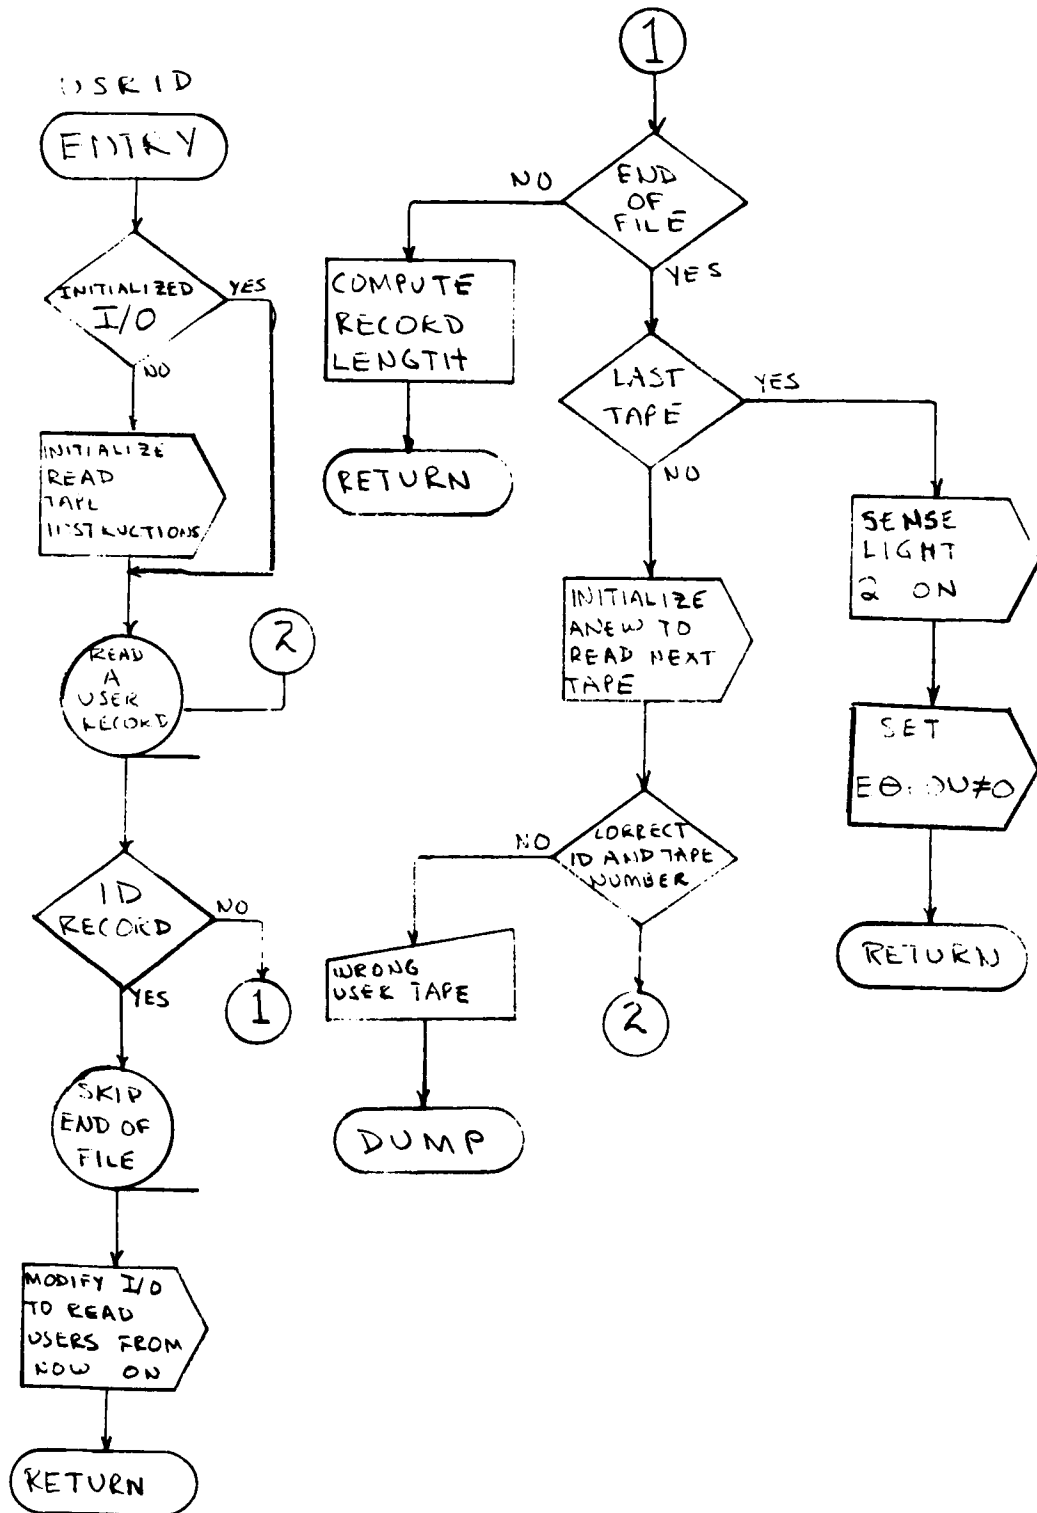 USRID
ENTRY
INITIALIZED
I/O
YES
NO
INITIALIZE
READ
TAPE
INSTRUCTIONS
READ
A
USER
RECORD
2
ID
RECORD
NO
1
YES
SKIP
END OF
FILE
MODIFY I/O
TO READ
USERS FROM
NOW ON
RETURN
1
END
OF
FILE
NO
YES
COMPUTE
RECORD
LENGTH
RETURN
LAST
TAPE
YES
NO
INITIALIZE
ANEW TO
READ NEXT
TAPE
CORRECT
ID AND TAPE
NUMBER
NO
WRONG
USER TAPE
DUMP
2
SENSE
LIGHT
2 ON
SET
RETURN